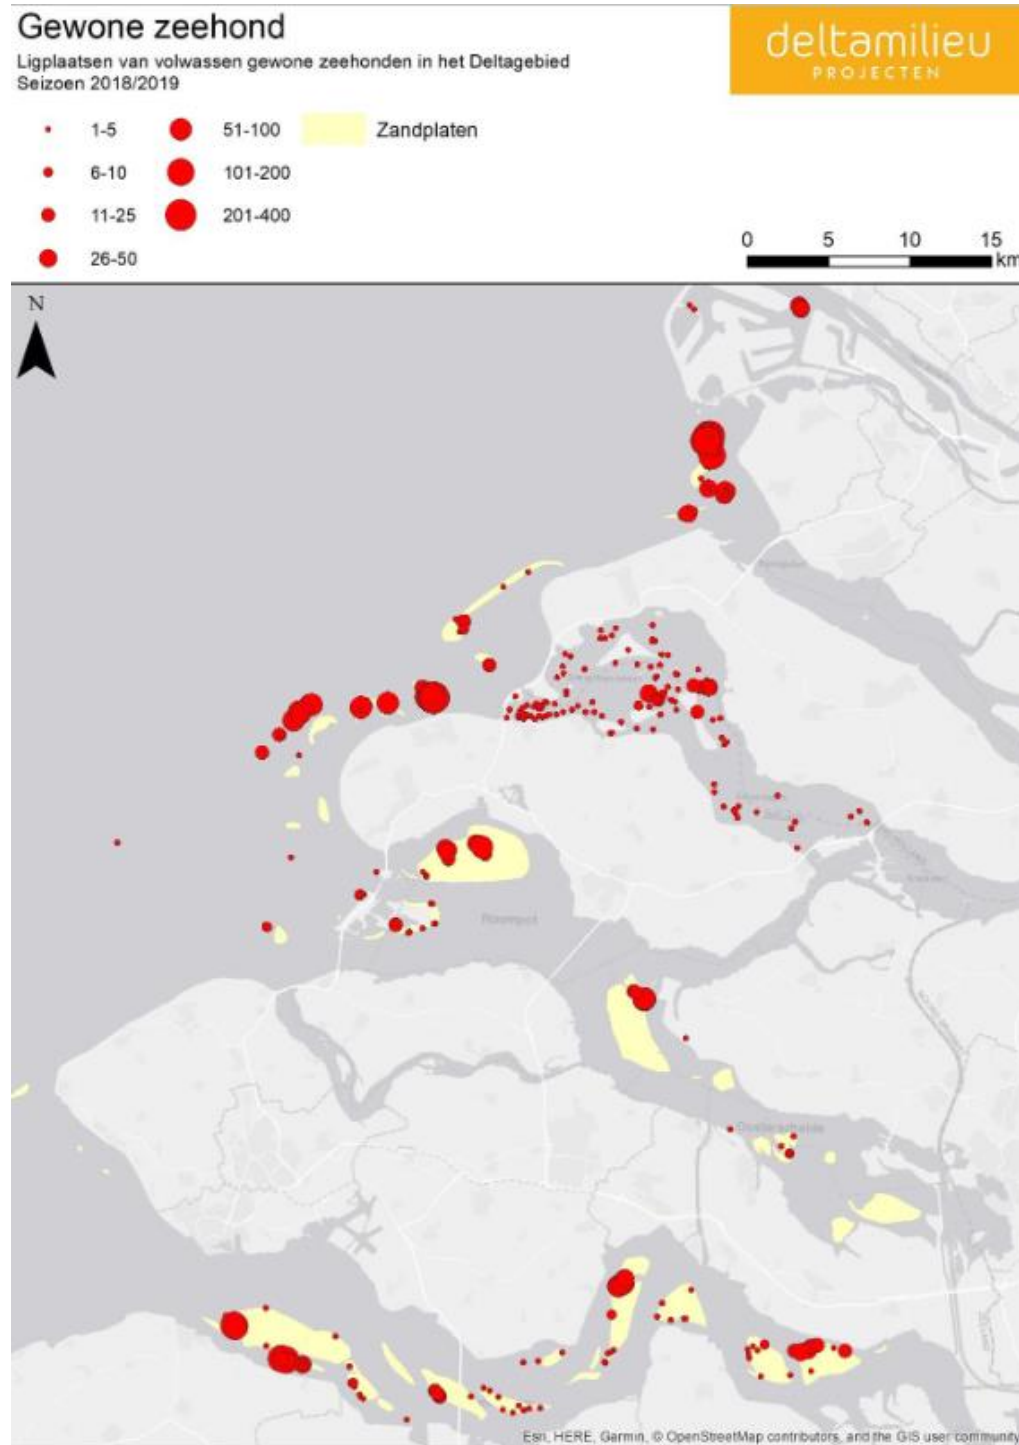 Gewone zeehond
Ligplaatsen van volwassen gewone zeehonden in het Deltagebied
Seizoen 2018/2019
deltamilieu
PROJECTEN
1-5
51-100
Zandplaten
6-10
101-200
11-25
201-400
26-50
0 5 10 15
km
N
Roompot
Oosterschelde
Esri, HERE, Garmin, © OpenStreetMap contributors, and the GIS user community